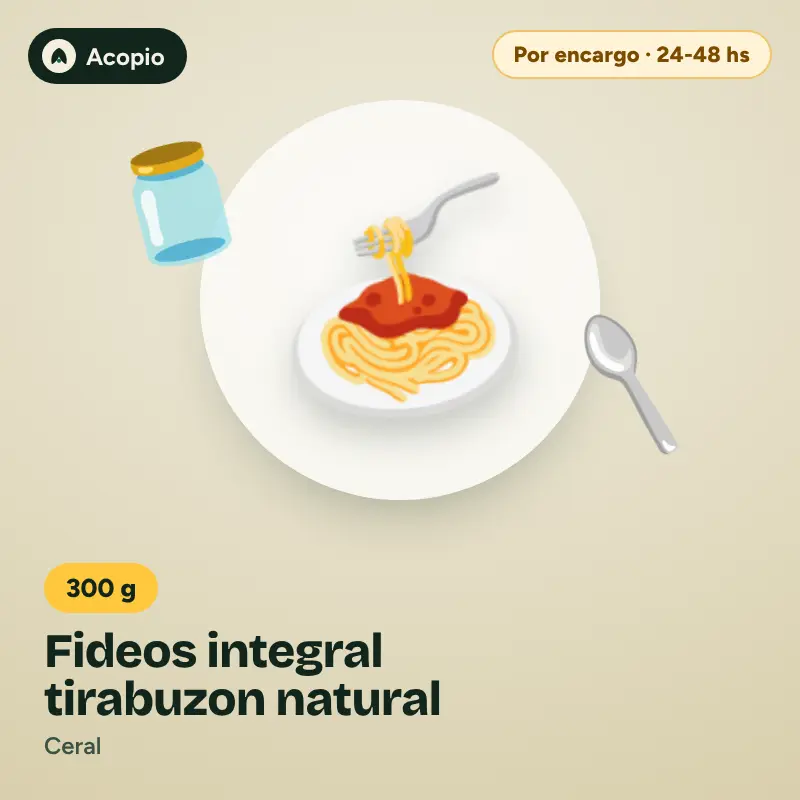 Acopio
Por encargo · 24-48 hs
300 g
Fideos integral
tirabuzon natural
Ceral